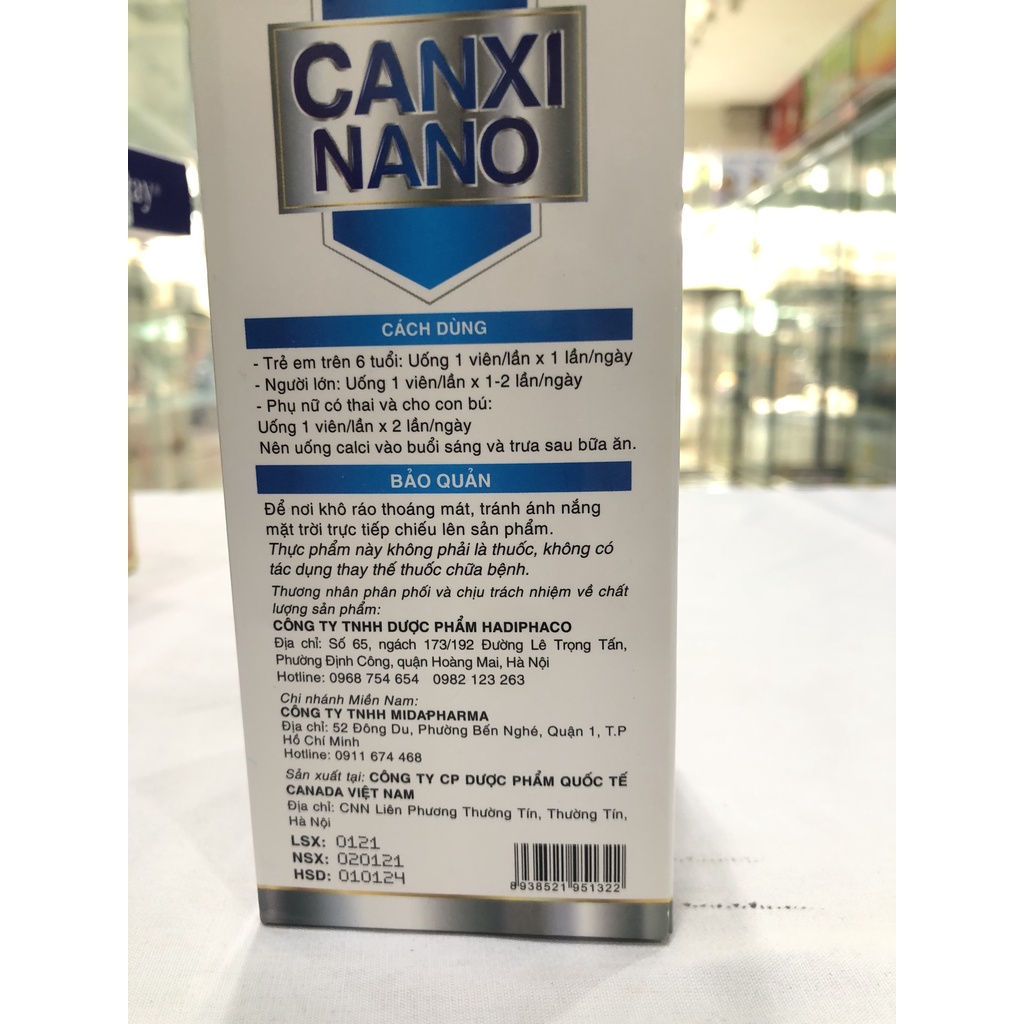 CANXI
NANO
CÁCH DÙNG
- Trẻ em trên 6 tuổi: Uống 1 viên/lần x 1 lần/ngày
- Người lớn: Uống 1 viên/lần x 1-2 lần/ngày
- Phụ nữ có thai và cho con bú:
Uống 1 viên/lần x 2 lần/ngày
Nên uống calci vào buổi sáng và trưa sau bữa ăn.
BẢO QUẢN
Để nơi khô ráo thoáng mát, tránh ánh nắng
mặt trời trực tiếp chiếu lên sản phẩm.
Thực phẩm này không phải là thuốc, không có
tác dụng thay thế thuốc chữa bệnh.
Thương nhân phân phối và chịu trách nhiệm về chất
lượng sản phẩm:
CÔNG TY TNHH DƯỢC PHẨM HADIPHACO
Địa chỉ: Số 65, ngách 173/192 Đường Lê Trọng Tấn,
Phường Định Công, quận Hoàng Mai, Hà Nội
Hotline: 0968 754 654 0982 123 263
Chi nhánh Miền Nam:
CÔNG TY TNHH MIDAPHARMA
Địa chỉ: 52 Đông Du, Phường Bến Nghé, Quận 1, T.P
Hồ Chí Minh
Hotline: 0911 674 468
Sản xuất tại: CÔNG TY CP DƯỢC PHẨM QUỐC TẾ
CANADA VIỆT NAM
Địa chỉ: CNN Liên Phương Thường Tín, Thường Tín,
Hà Nội
LSX: 0121
NSX: 020121
HSD: 010124
8938521 951322